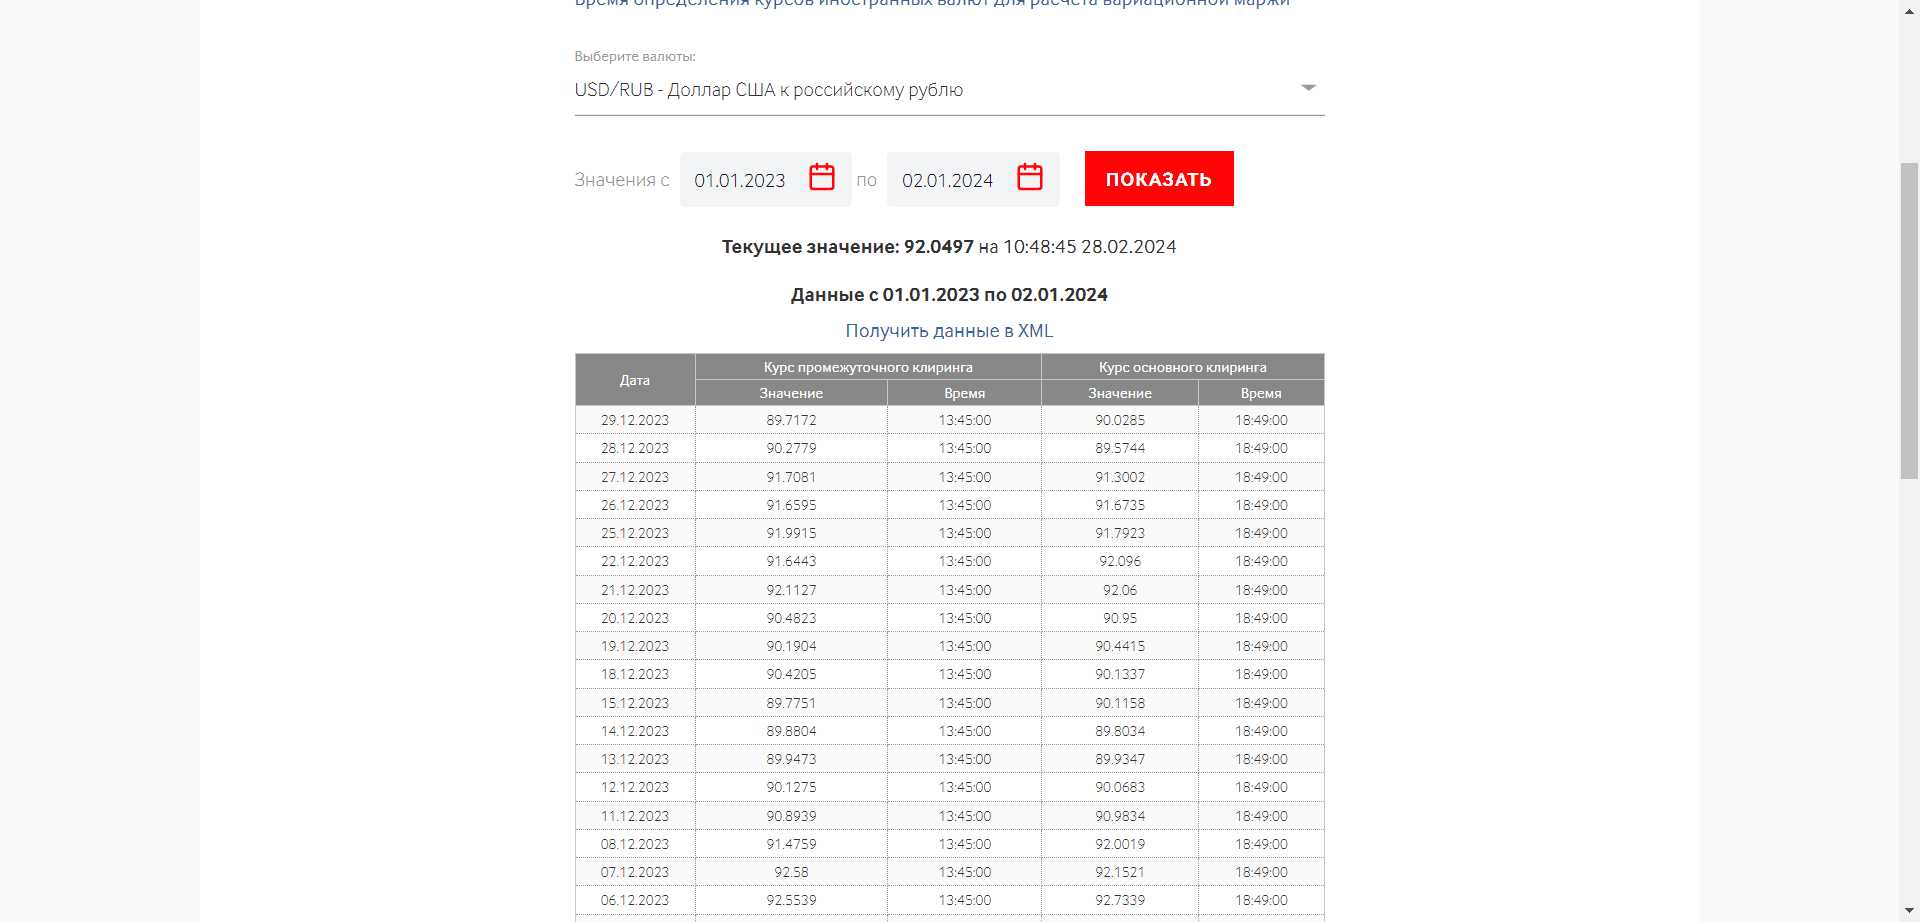 Время определения курсов иностранных валют для расчета вариационной маржи
Выберите валюты:
USD/RUB - Доллар США к российскому рублю
Значения с 01.01.2023 по 02.01.2024 ПОКАЗАТЬ
Текущее значение: 92.0497 на 10:48:45 28.02.2024
Данные с 01.01.2023 по 02.01.2024
Получить данные в XML
Дата Курс промежуточного клиринга Курс основного клиринга
Значение Время Значение Время
29.12.2023 89.7172 13:45:00 90.0285 18:49:00
28.12.2023 90.2779 13:45:00 89.5744 18:49:00
27.12.2023 91.7081 13:45:00 91.3002 18:49:00
26.12.2023 91.6595 13:45:00 91.6735 18:49:00
25.12.2023 91.9915 13:45:00 91.7923 18:49:00
22.12.2023 91.6443 13:45:00 92.096 18:49:00
21.12.2023 92.1127 13:45:00 92.06 18:49:00
20.12.2023 90.4823 13:45:00 90.95 18:49:00
19.12.2023 90.1904 13:45:00 90.4415 18:49:00
18.12.2023 90.4205 13:45:00 90.1337 18:49:00
15.12.2023 89.7751 13:45:00 90.1158 18:49:00
14.12.2023 89.8804 13:45:00 89.8034 18:49:00
13.12.2023 89.9473 13:45:00 89.9347 18:49:00
12.12.2023 90.1275 13:45:00 90.0683 18:49:00
11.12.2023 90.8939 13:45:00 90.9834 18:49:00
08.12.2023 91.4759 13:45:00 92.0019 18:49:00
07.12.2023 92.58 13:45:00 92.1521 18:49:00
06.12.2023 92.5539 13:45:00 92.7339 18:49:00